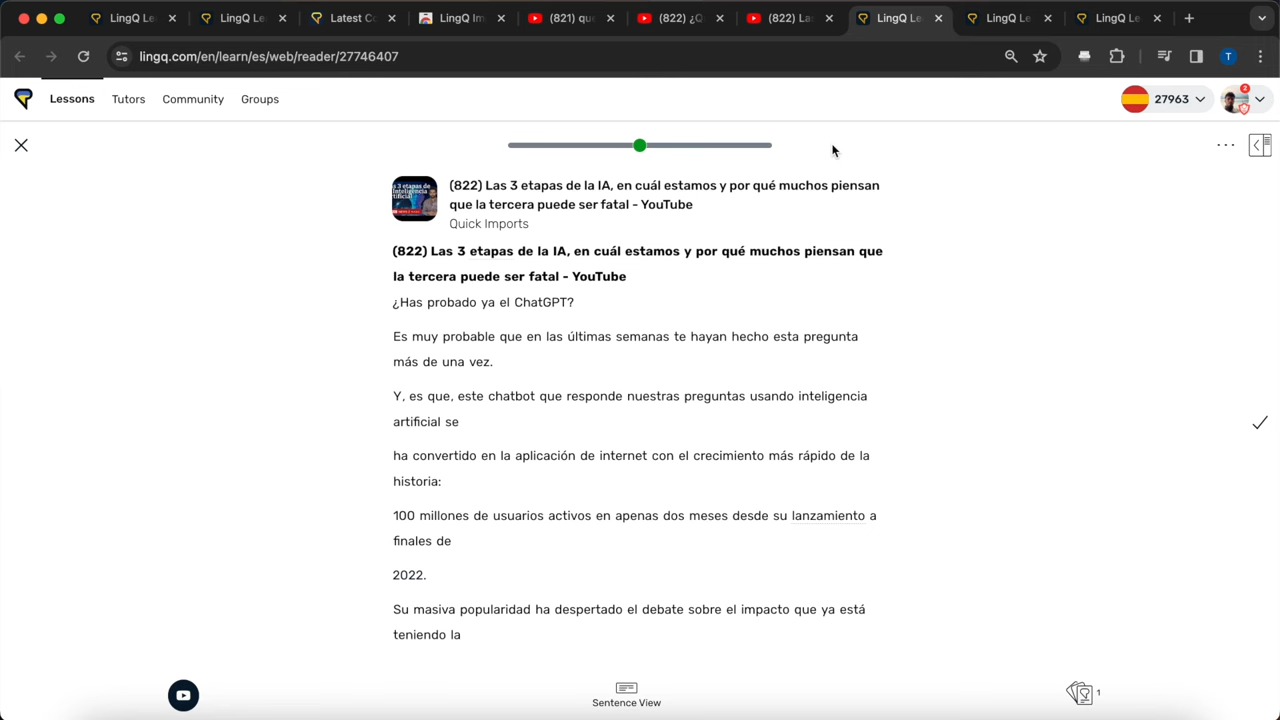 LingQ Le
LingQ Le
Latest Co
LingQ Im
(821) qu
(822) ¿Q
(822) La
LingQ Le
LingQ Le
LingQ Le
lingq.com/en/learn/es/web/reader/27746407
T
Lessons
Tutors
Community
Groups
27963
2
(822) Las 3 etapas de la IA, en cuál estamos y por qué muchos piensan
que la tercera puede ser fatal - YouTube
Quick Imports
(822) Las 3 etapas de la IA, en cuál estamos y por qué muchos piensan que
la tercera puede ser fatal - YouTube
¿Has probado ya el ChatGPT?
Es muy probable que en las últimas semanas te hayan hecho esta pregunta
más de una vez.
Y, es que, este chatbot que responde nuestras preguntas usando inteligencia
artificial se
ha convertido en la aplicación de internet con el crecimiento más rápido de la
historia:
100 millones de usuarios activos en apenas dos meses desde su lanzamiento a
finales de
2022.
Su masiva popularidad ha despertado el debate sobre el impacto que ya está
teniendo la
Sentence View
1